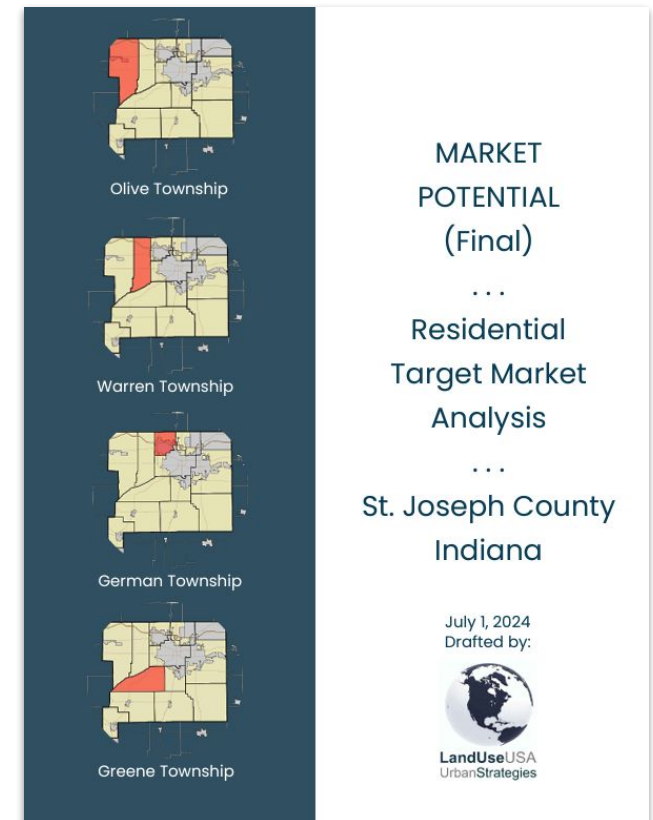 Olive Township
Warren Township
German Township
Greene Township
MARKET
POTENTIAL
(Final)
. . .
Residential
Target Market
Analysis
. . .
St. Joseph County
Indiana
July 1, 2024
Drafted by:
LandUseUSA
UrbanStrategies